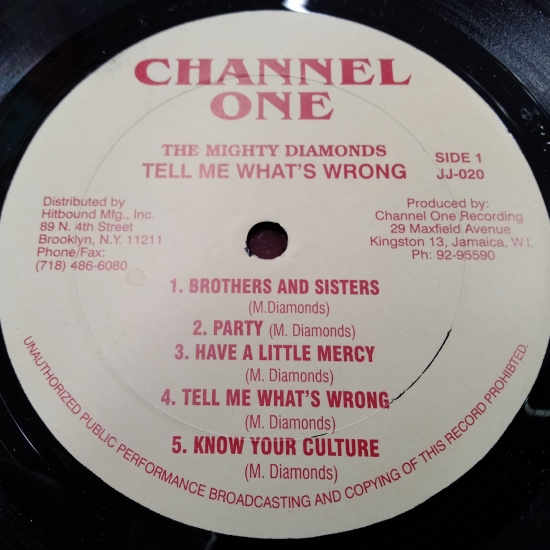 CHANNEL
ONE
THE MIGHTY DIAMONDS
TELL ME WHAT'S WRONG
SIDE 1
JJ-020
Distributed by
Hitbound Mfg., Inc.
89 N. 4th Street
Brooklyn, N.Y. 11211
Phone/Fax:
(718) 486-6080
Produced by:
Channel One Recording
29 Maxfield Avenue
Kingston 13, Jamaica, W.I.
Ph: 92-95590
1. BROTHERS AND SISTERS
(M.Diamonds)
2. PARTY (M. Diamonds)
3. HAVE A LITTLE MERCY
(M. Diamonds)
4. TELL ME WHAT'S WRONG
(M. Diamonds)
5. KNOW YOUR CULTURE
(M. Diamonds)
UNAUTHORIZED PUBLIC PERFORMANCE BROADCASTING AND COPYING OF THIS RECORD PROHIBITED.